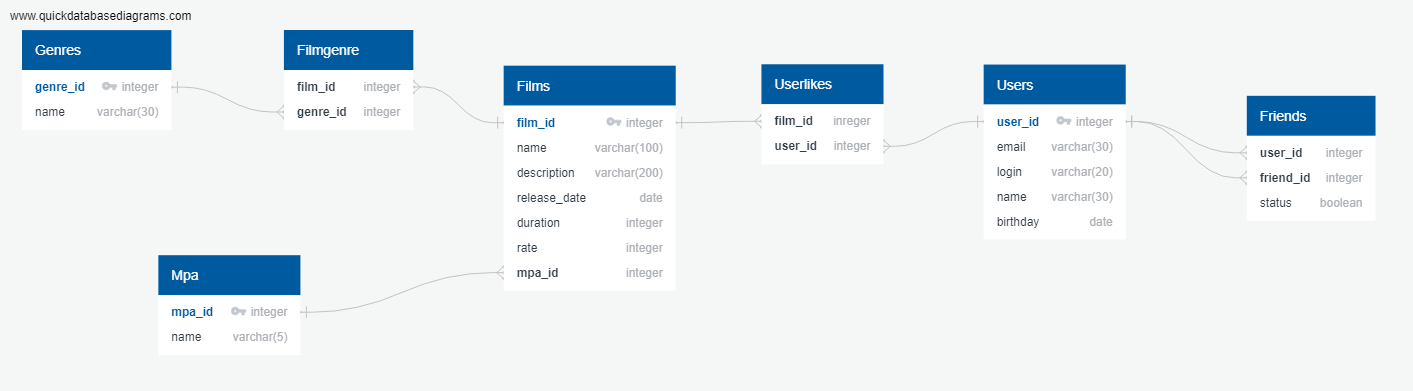 www.quickdatabasediagrams.com
Genres
genre_id integer
name varchar(30)
Filmgenre
film_id integer
genre_id integer
Films
film_id integer
name varchar(100)
description varchar(200)
release_date date
duration integer
rate integer
mpa_id integer
Userlikes
film_id inreger
user_id integer
Users
user_id integer
email varchar(30)
login varchar(20)
name varchar(30)
birthday date
Friends
user_id integer
friend_id integer
status boolean
Mpa
mpa_id integer
name varchar(5)